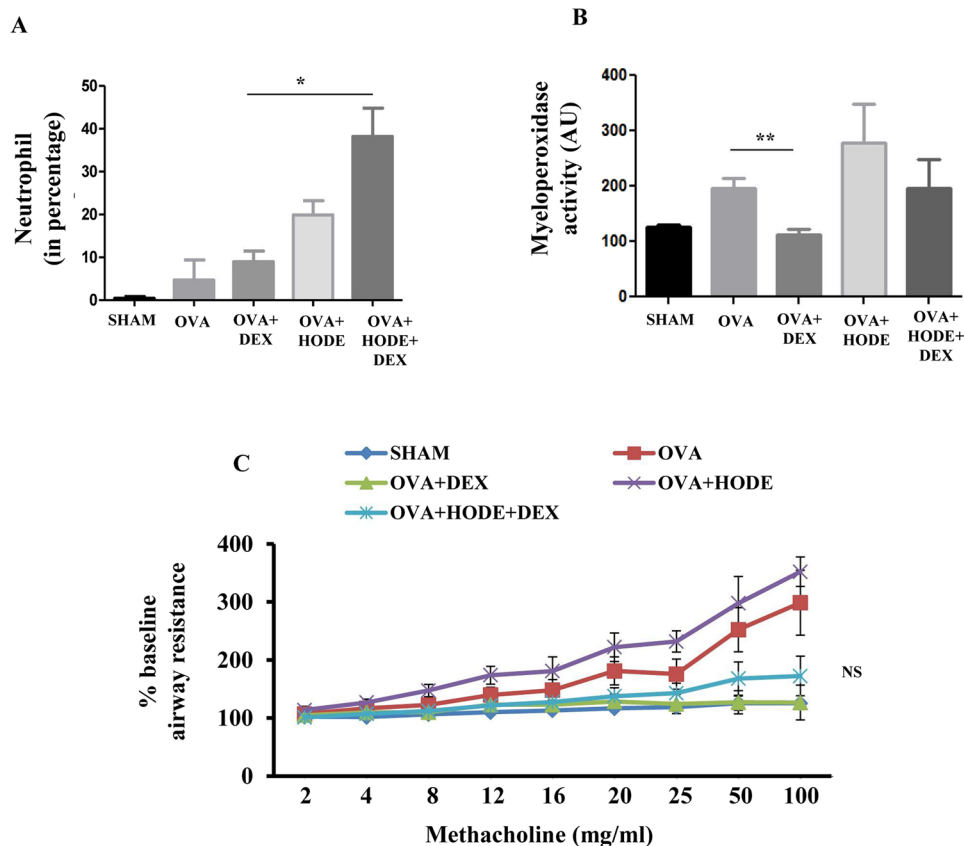 A
Neutrophil
(in percentage)
50
40
30
20
10
0
*
SHAM
OVA
OVA+
DEX
OVA+
HODE
OVA+
HODE+
DEX
B
Myeloperoxidase
activity (AU)
400
300
200
100
0
**
SHAM
OVA
OVA+
DEX
OVA+
HODE
OVA+
HODE+
DEX
C
SHAM
OVA
OVA+DEX
OVA+HODE
OVA+HODE+DEX
% baseline
airway resistance
400
300
200
100
0
NS
2 4 8 12 16 20 25 50 100
Methacholine (mg/ml)